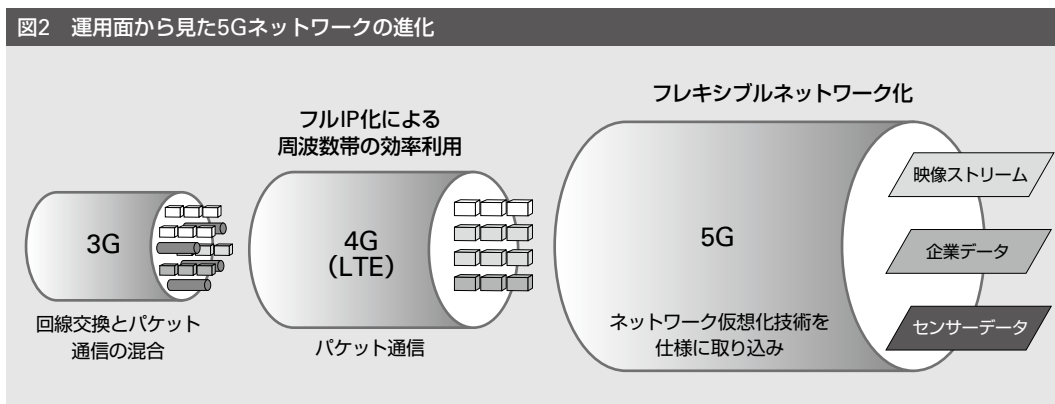 図2 運用面から見た5Gネットワークの進化
フルIP化による
周波数帯の効率利用
フレキシブルネットワーク化
3G
4G
(LTE)
5G
映像ストリーム
企業データ
センサーデータ
回線交換とパケット
通信の混合
パケット通信
ネットワーク仮想化技術を
仕様に取り込み